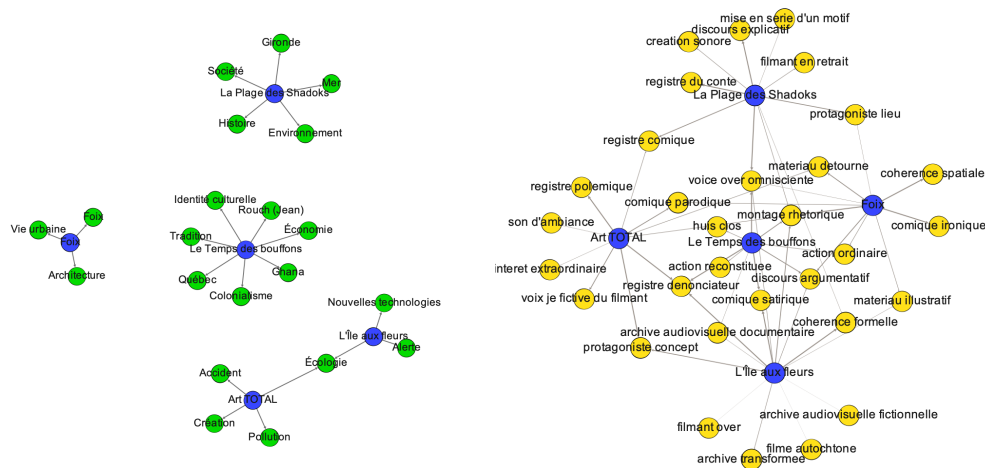 Gironde
Société
La Plage des Shadoks
Mer
Histoire
Environnement
Identité culturelle
Rouch (Jean)
Économie
Foix
Vie urbaine
Foix
Tradition
Le Temps des bouffons
Architecture
Québec
Ghana
Colonialisme
Nouvelles technologies
L'Île aux fleurs
Alerte
Écologie
Accident
Art TOTAL
Création
Pollution
mise en serie d'un motif
discours explicatif
creation sonore
filmant en retrait
registre du conte
La Plage des Shadoks
protagoniste lieu
registre comique
materiau detourne
coherence spatiale
voice over omnisciente
registre polemique
comique parodique
Foix
montage rhetorique
son d'ambiance
huis clos
comique ironique
Art TOTAL
Le Temps des bouffons
action ordinaire
interet extraordinaire
action reconstituee
discours argumentatif
registre denonciateur
voix je fictive du filmant
comique satirique
materiau illustratif
archive audiovisuelle documentaire
coherence formelle
protagoniste concept
L'Île aux fleurs
archive audiovisuelle fictionnelle
filmant over
filme autochtone
archive transformee